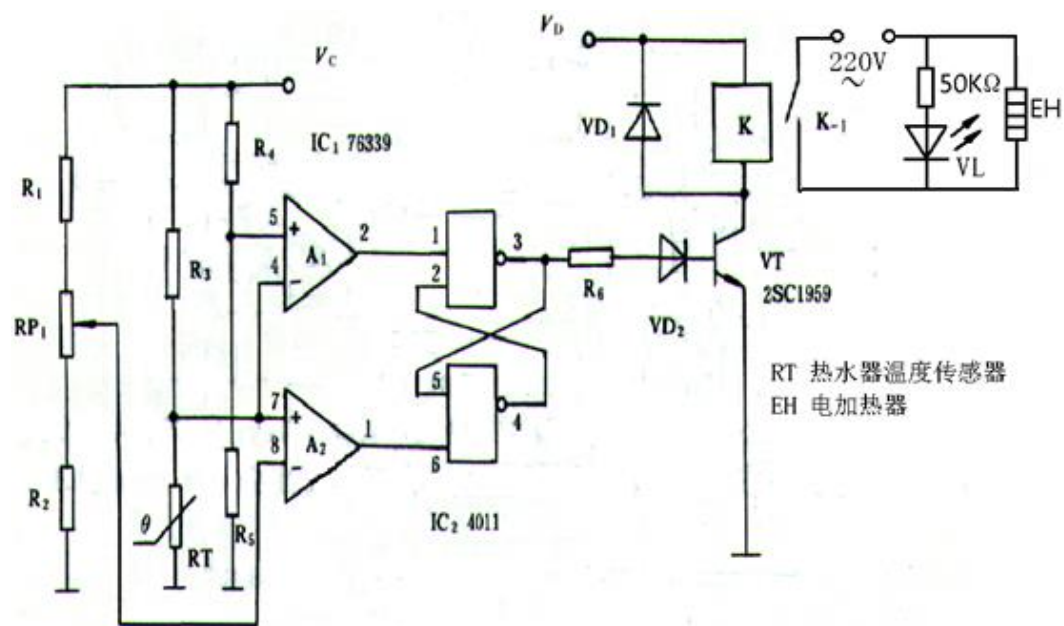 V_C
V_D
220V
~
50KΩ
EH
K-1
VL
VD₁
K
R₄
IC₁ 76339
R₁
5
+
A₁
2
4
−
1
3
2
R₃
R₆
VD₂
VT
2SC1959
RP₁
7
+
A₂
1
8
−
5
4
6
RT 热水器温度传感器
EH 电加热器
R₂
θ
RT
R₅
IC₂ 4011